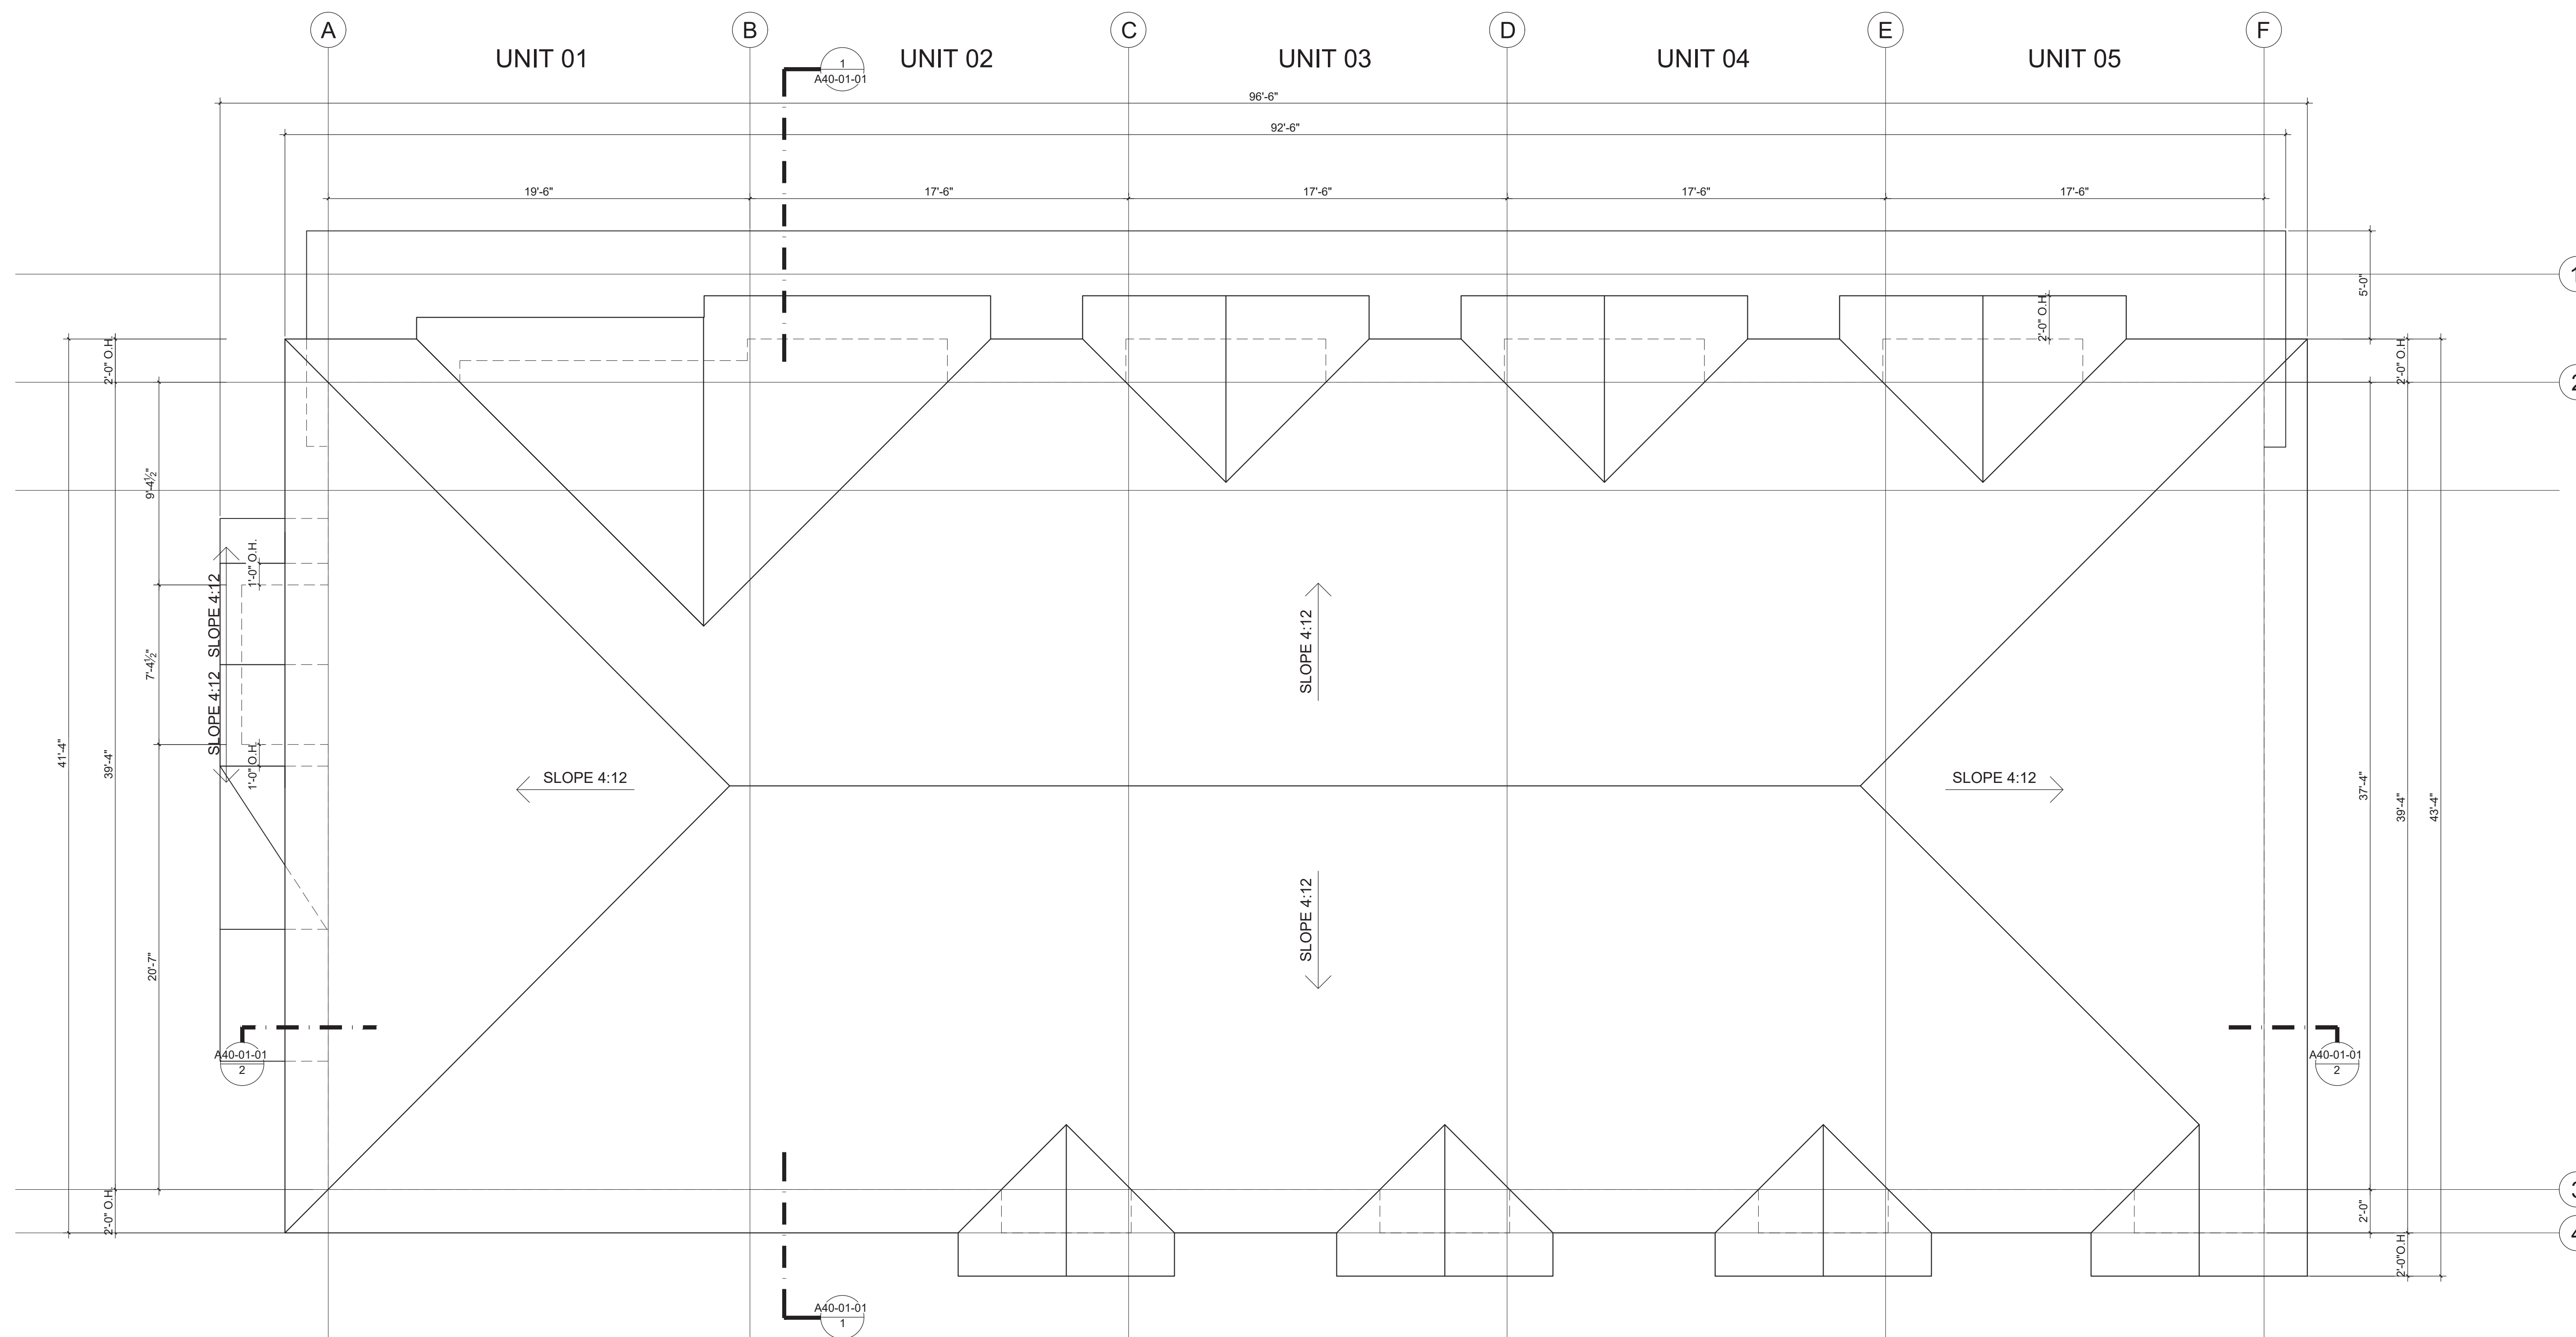 A
B
C
D
E
F
UNIT 01
UNIT 02
UNIT 03
UNIT 04
UNIT 05
1
A40-01-01
96'-6"
92'-6"
19'-6"
17'-6"
17'-6"
17'-6"
17'-6"
1
5'-0"
2'-0" O.H.
2'-0" O.H.
2'-0" O.H.
2
9'-4½"
1'-0" O.H.
SLOPE 4:12
SLOPE 4:12
7'-4½"
1'-0" O.H.
41'-4"
39'-4"
SLOPE 4:12
SLOPE 4:12
SLOPE 4:12
SLOPE 4:12
37'-4"
39'-4"
43'-4"
20'-7"
A40-01-01
2
A40-01-01
2
2'-0" O.H.
3
2'-0"
4
2'-0"O.H.
A40-01-01
1